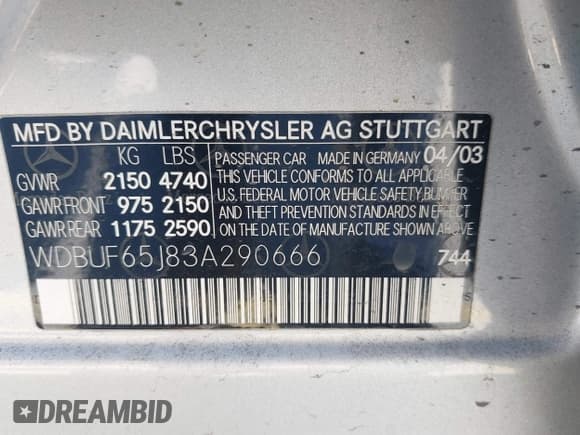 MFD BY DAIMLERCHRYSLER AG STUTTGART
KG LBS
GVWR 2150 4740
GAWR FRONT 975 2150
GAWR REAR 1175 2590
PASSENGER CAR MADE IN GERMANY 04/03
THIS VEHICLE CONFORMS TO ALL APPLICABLE
U.S. FEDERAL MOTOR VEHICLE SAFETY, BUMPER
AND THEFT PREVENTION STANDARDS IN
EFFECT ON DATE OF MANUF SHOWN ABOVE
WDBUF65J83A290666 744
DREAMBID